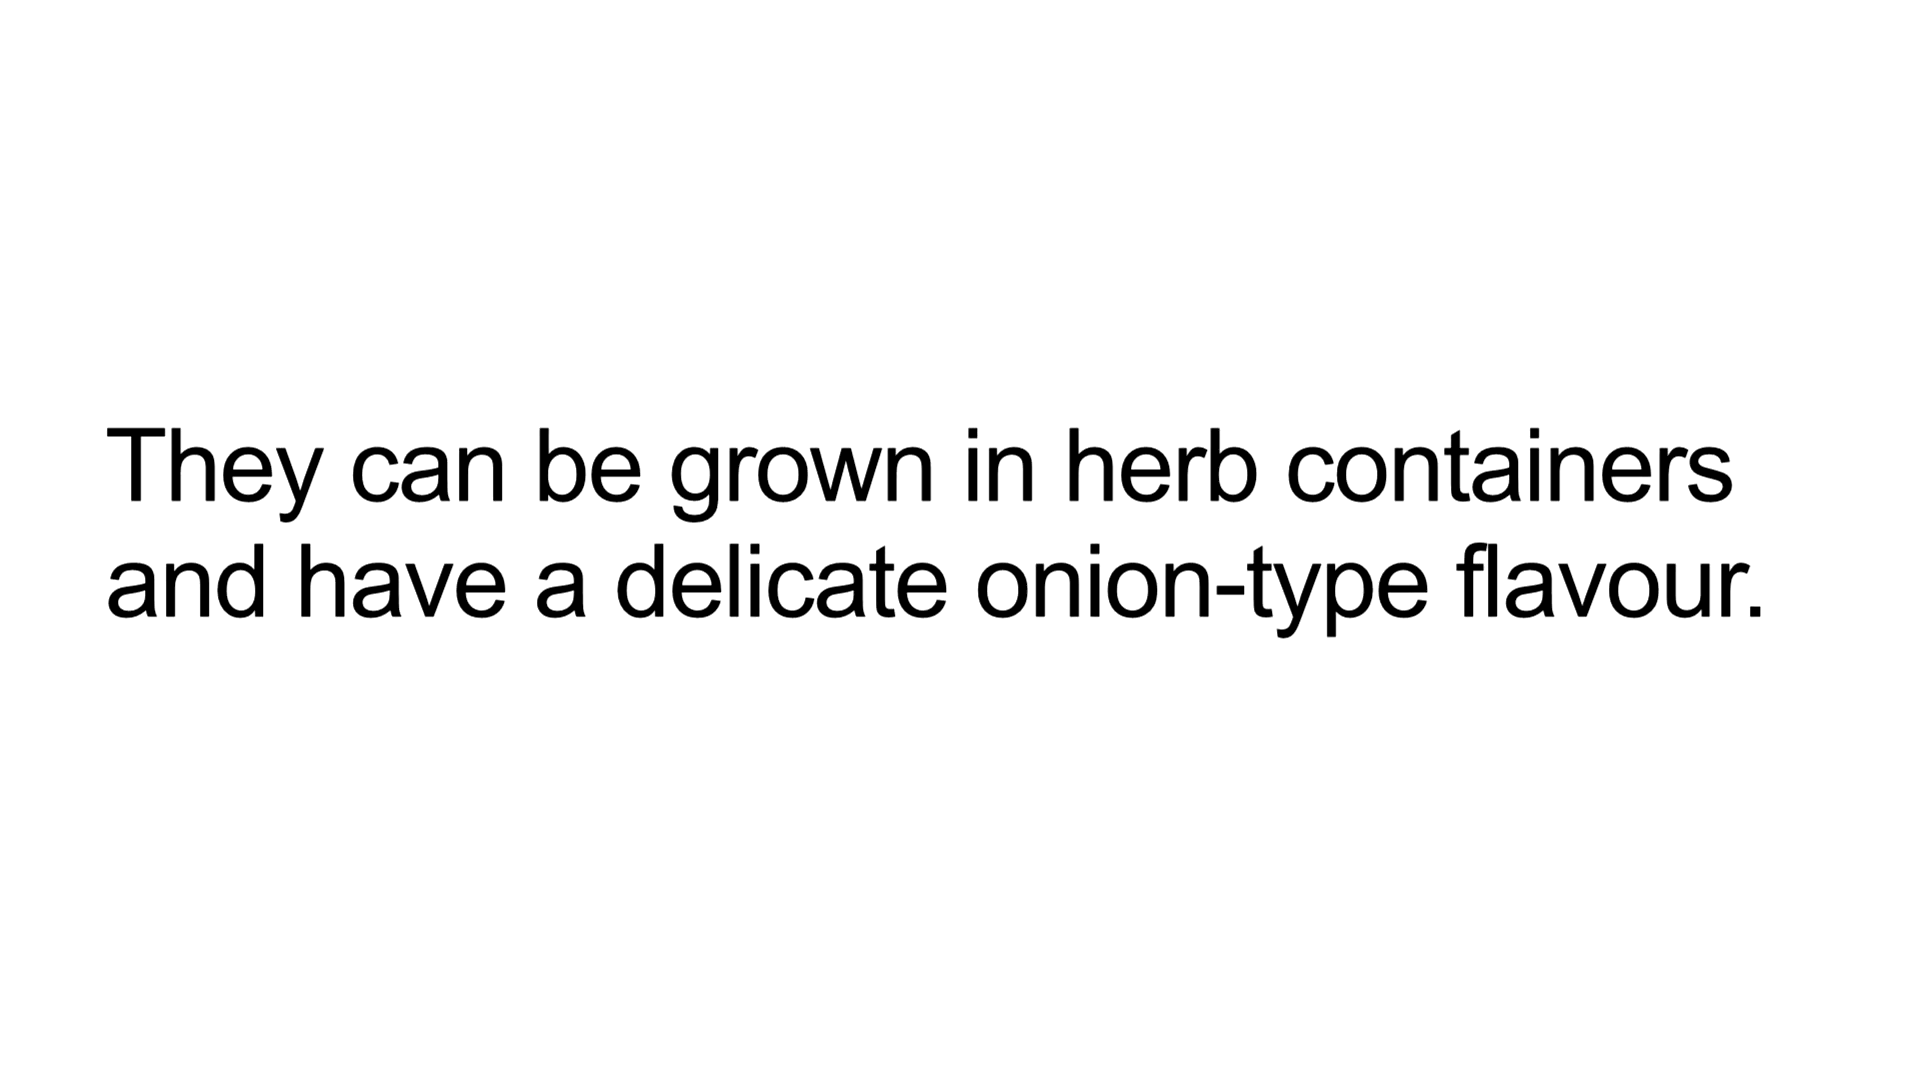 They can be grown in herb containers
and have a delicate onion-type flavour.